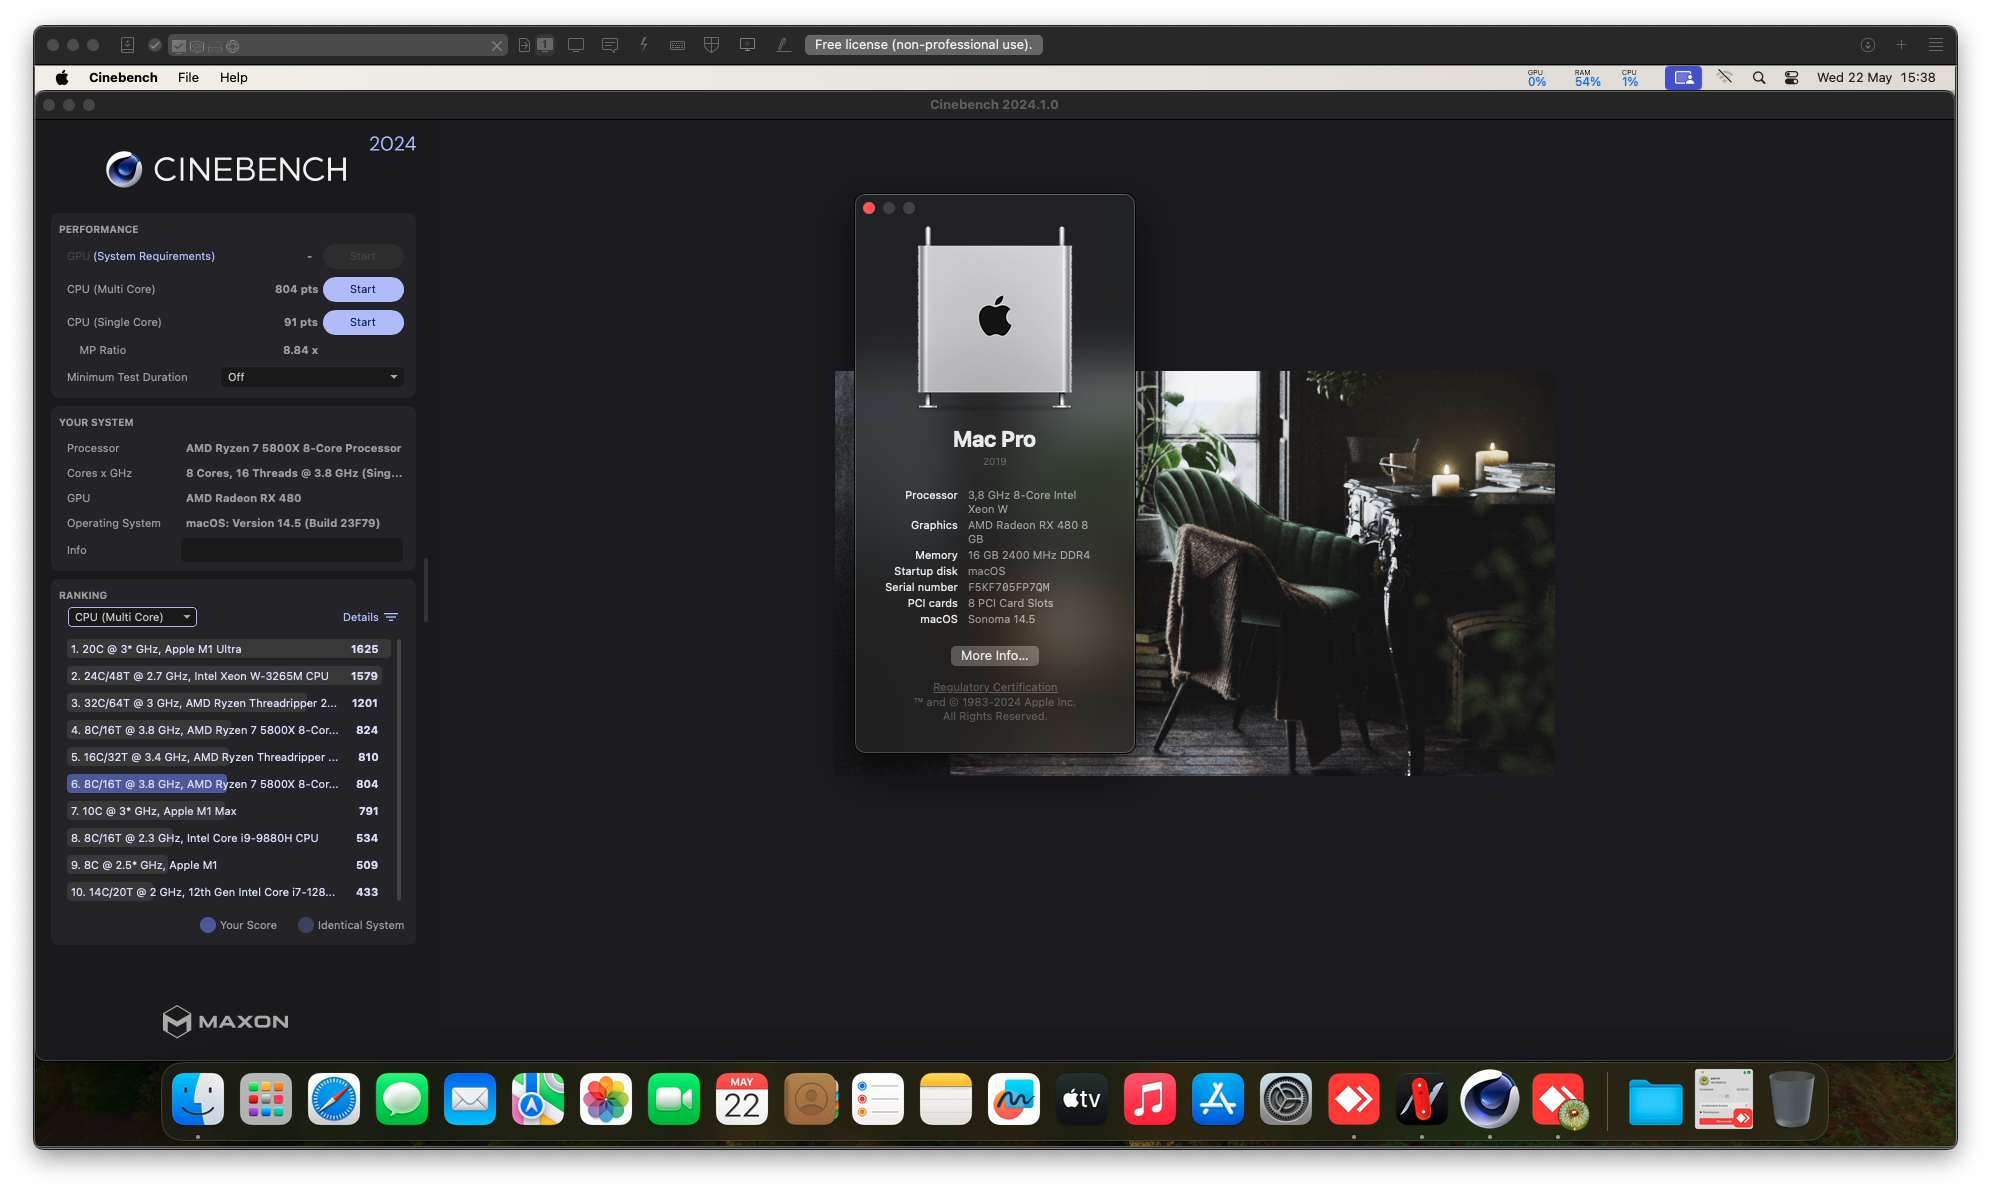 1
Free license (non-professional use).
Cinebench File Help
GPU 0% RAM 54% CPU 1% Wed 22 May 15:38
Cinebench 2024.1.0
2024
CINEBENCH
PERFORMANCE
GPU (System Requirements) - Start
CPU (Multi Core) 804 pts Start
CPU (Single Core) 91 pts Start
MP Ratio 8.84 x
Minimum Test Duration Off
YOUR SYSTEM
Processor AMD Ryzen 7 5800X 8-Core Processor
Cores x GHz 8 Cores, 16 Threads @ 3.8 GHz (Sing...
GPU AMD Radeon RX 480
Operating System macOS: Version 14.5 (Build 23F79)
Info
RANKING
CPU (Multi Core) Details
1. 20C @ 3* GHz, Apple M1 Ultra 1625
2. 24C/48T @ 2.7 GHz, Intel Xeon W-3265M CPU 1579
3. 32C/64T @ 3 GHz, AMD Ryzen Threadripper 2... 1201
4. 8C/16T @ 3.8 GHz, AMD Ryzen 7 5800X 8-Cor... 824
5. 16C/32T @ 3.4 GHz, AMD Ryzen Threadripper ... 810
6. 8C/16T @ 3.8 GHz, AMD Ryzen 7 5800X 8-Cor... 804
7. 10C @ 3* GHz, Apple M1 Max 791
8. 8C/16T @ 2.3 GHz, Intel Core i9-9880H CPU 534
9. 8C @ 2.5* GHz, Apple M1 509
10. 14C/20T @ 2 GHz, 12th Gen Intel Core i7-128... 433
Your Score Identical System
MAXON
Mac Pro
2019
Processor 3,8 GHz 8-Core Intel
Xeon W
Graphics AMD Radeon RX 480 8
GB
Memory 16 GB 2400 MHz DDR4
Startup disk macOS
Serial number F5KF705FP7QM
PCI cards 8 PCI Card Slots
macOS Sonoma 14.5
More Info...
Regulatory Certification
™ and © 1983-2024 Apple Inc.
All Rights Reserved.
MAY
22
tv